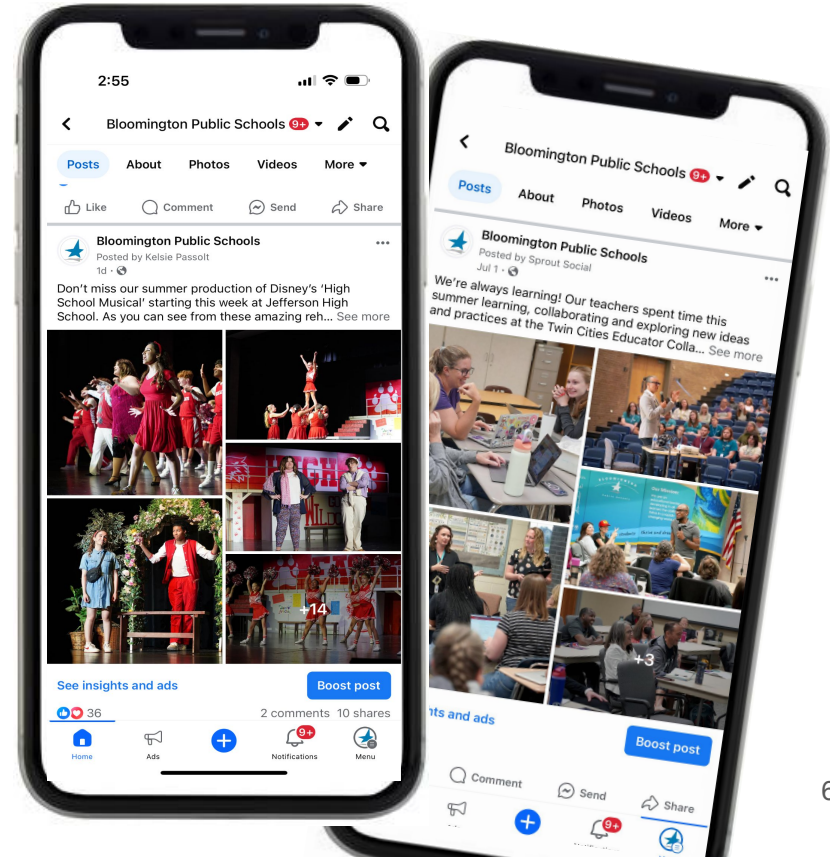 2:55
Bloomington Public Schools 9+
Posts About Photos Videos More
Like Comment Send Share
Bloomington Public Schools
Posted by Kelsie Passolt
1d ·
Don't miss our summer production of Disney's 'High
School Musical' starting this week at Jefferson High
School. As you can see from these amazing reh... See more
HIGH
+14
See insights and ads
Boost post
36
2 comments 10 shares
9+
Home Ads Notifications Menu
Bloomington Public Schools 9+
Posts About Photos Videos More
Bloomington Public Schools
Posted by Sprout Social
Jul 1 ·
We're always learning! Our teachers spent time this
summer learning, collaborating and exploring new ideas
and practices at the Twin Cities Educator Colla... See more
+3
nts and ads
Boost post
Comment Send Share
9+
6